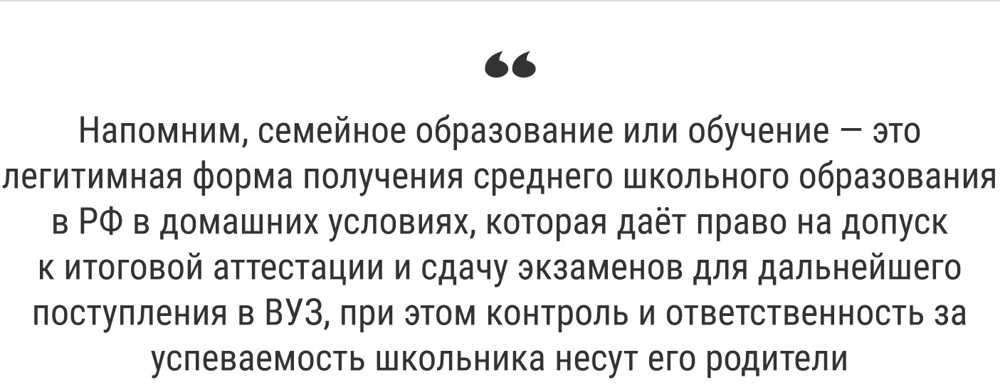 “
Напомним, семейное образование или обучение — это
легитимная форма получения среднего школьного образования
в РФ в домашних условиях, которая даёт право на допуск
к итоговой аттестации и сдачу экзаменов для дальнейшего
поступления в ВУЗ, при этом контроль и ответственность за
успеваемость школьника несут его родители